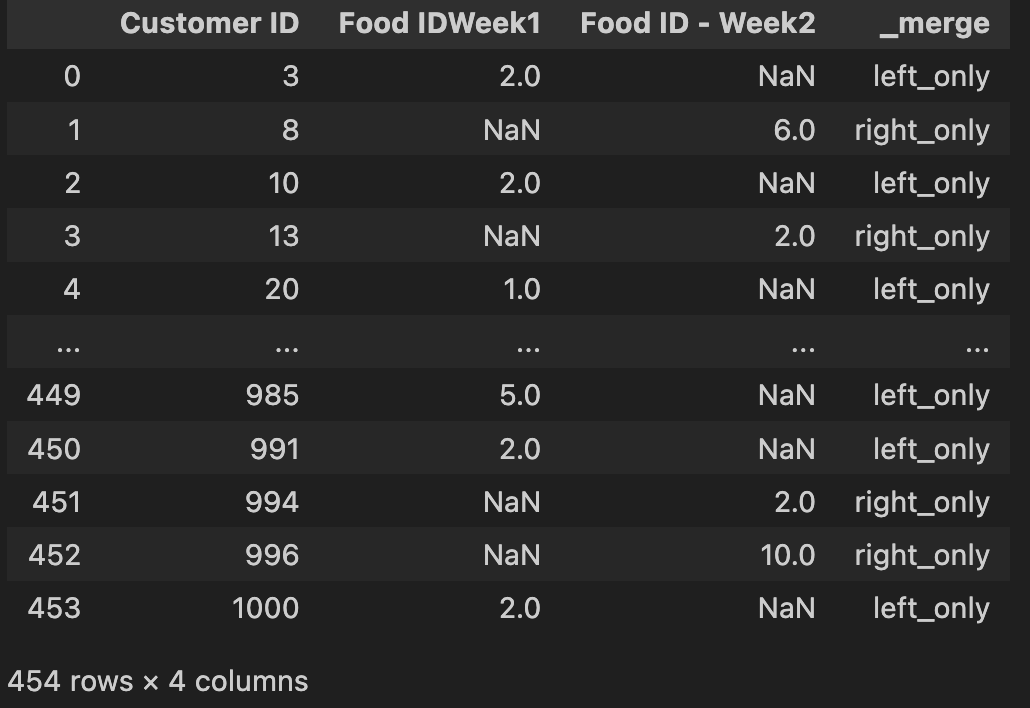 Customer ID Food IDWeek1 Food ID - Week2 _merge
0 3 2.0 NaN left_only
1 8 NaN 6.0 right_only
2 10 2.0 NaN left_only
3 13 NaN 2.0 right_only
4 20 1.0 NaN left_only
... ... ... ... ...
449 985 5.0 NaN left_only
450 991 2.0 NaN left_only
451 994 NaN 2.0 right_only
452 996 NaN 10.0 right_only
453 1000 2.0 NaN left_only
454 rows × 4 columns